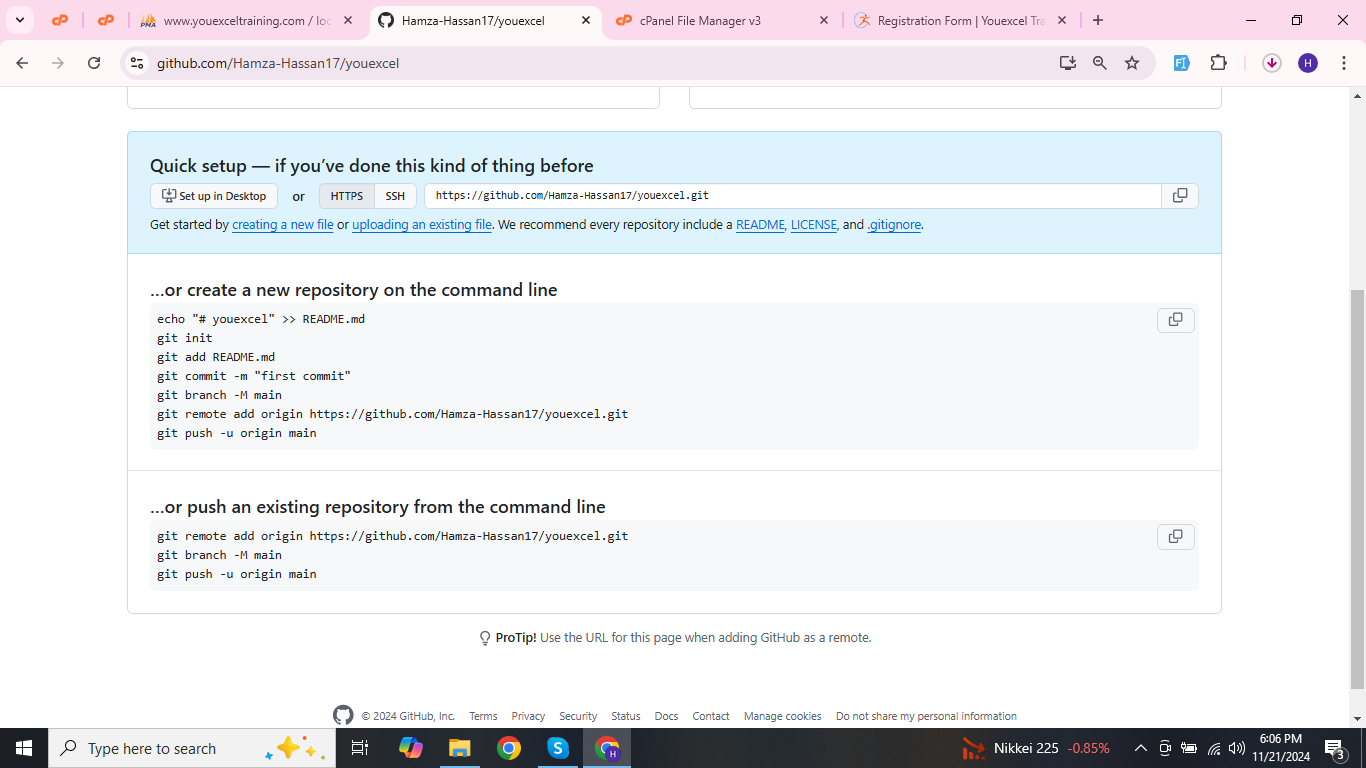 www.youexceltraining.com / loc
Hamza-Hassan17/youexcel
cPanel File Manager v3
Registration Form | Youexcel Tra
github.com/Hamza-Hassan17/youexcel
H
Quick setup — if you’ve done this kind of thing before
Set up in Desktop or HTTPS SSH https://github.com/Hamza-Hassan17/youexcel.git
Get started by creating a new file or uploading an existing file. We recommend every repository include a README, LICENSE, and .gitignore.
…or create a new repository on the command line
echo "# youexcel" >> README.md
git init
git add README.md
git commit -m "first commit"
git branch -M main
git remote add origin https://github.com/Hamza-Hassan17/youexcel.git
git push -u origin main
…or push an existing repository from the command line
git remote add origin https://github.com/Hamza-Hassan17/youexcel.git
git branch -M main
git push -u origin main
ProTip! Use the URL for this page when adding GitHub as a remote.
© 2024 GitHub, Inc. Terms Privacy Security Status Docs Contact Manage cookies Do not share my personal information
Type here to search
Nikkei 225 -0.85%
6:06 PM
11/21/2024
3